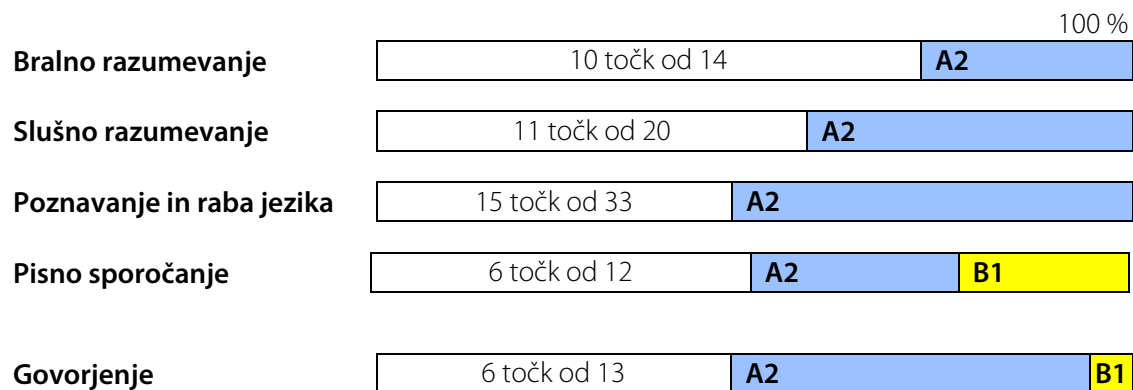 100 %
Bralno razumevanje 10 točk od 14 A2
Slušno razumevanje 11 točk od 20 A2
Poznavanje in raba jezika 15 točk od 33 A2
Pisno sporočanje 6 točk od 12 A2 B1
Govorjenje 6 točk od 13 A2 B1